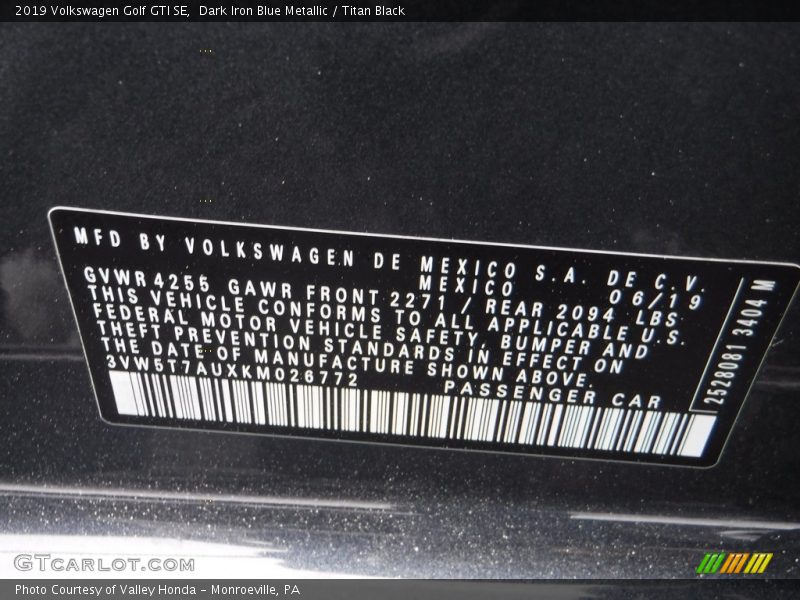 2019 Volkswagen Golf GTI SE,  Dark Iron Blue Metallic / Titan Black
MFD BY VOLKSWAGEN DE MEXICO S.A. DE C.V.
MEXICO 06/19
GVWR4255 GAWR FRONT 2271 / REAR 2094 LBS.
THIS VEHICLE CONFORMS TO ALL APPLICABLE U.S.
FEDERAL MOTOR VEHICLE SAFETY, BUMPER AND
THEFT PREVENTION STANDARDS IN EFFECT ON
THE DATE OF MANUFACTURE SHOWN ABOVE.
3VW5T7AUXKM026772 PASSENGER CAR
2528081 3404 M
GTCARLOT.COM
Photo Courtesy of Valley Honda - Monroeville, PA